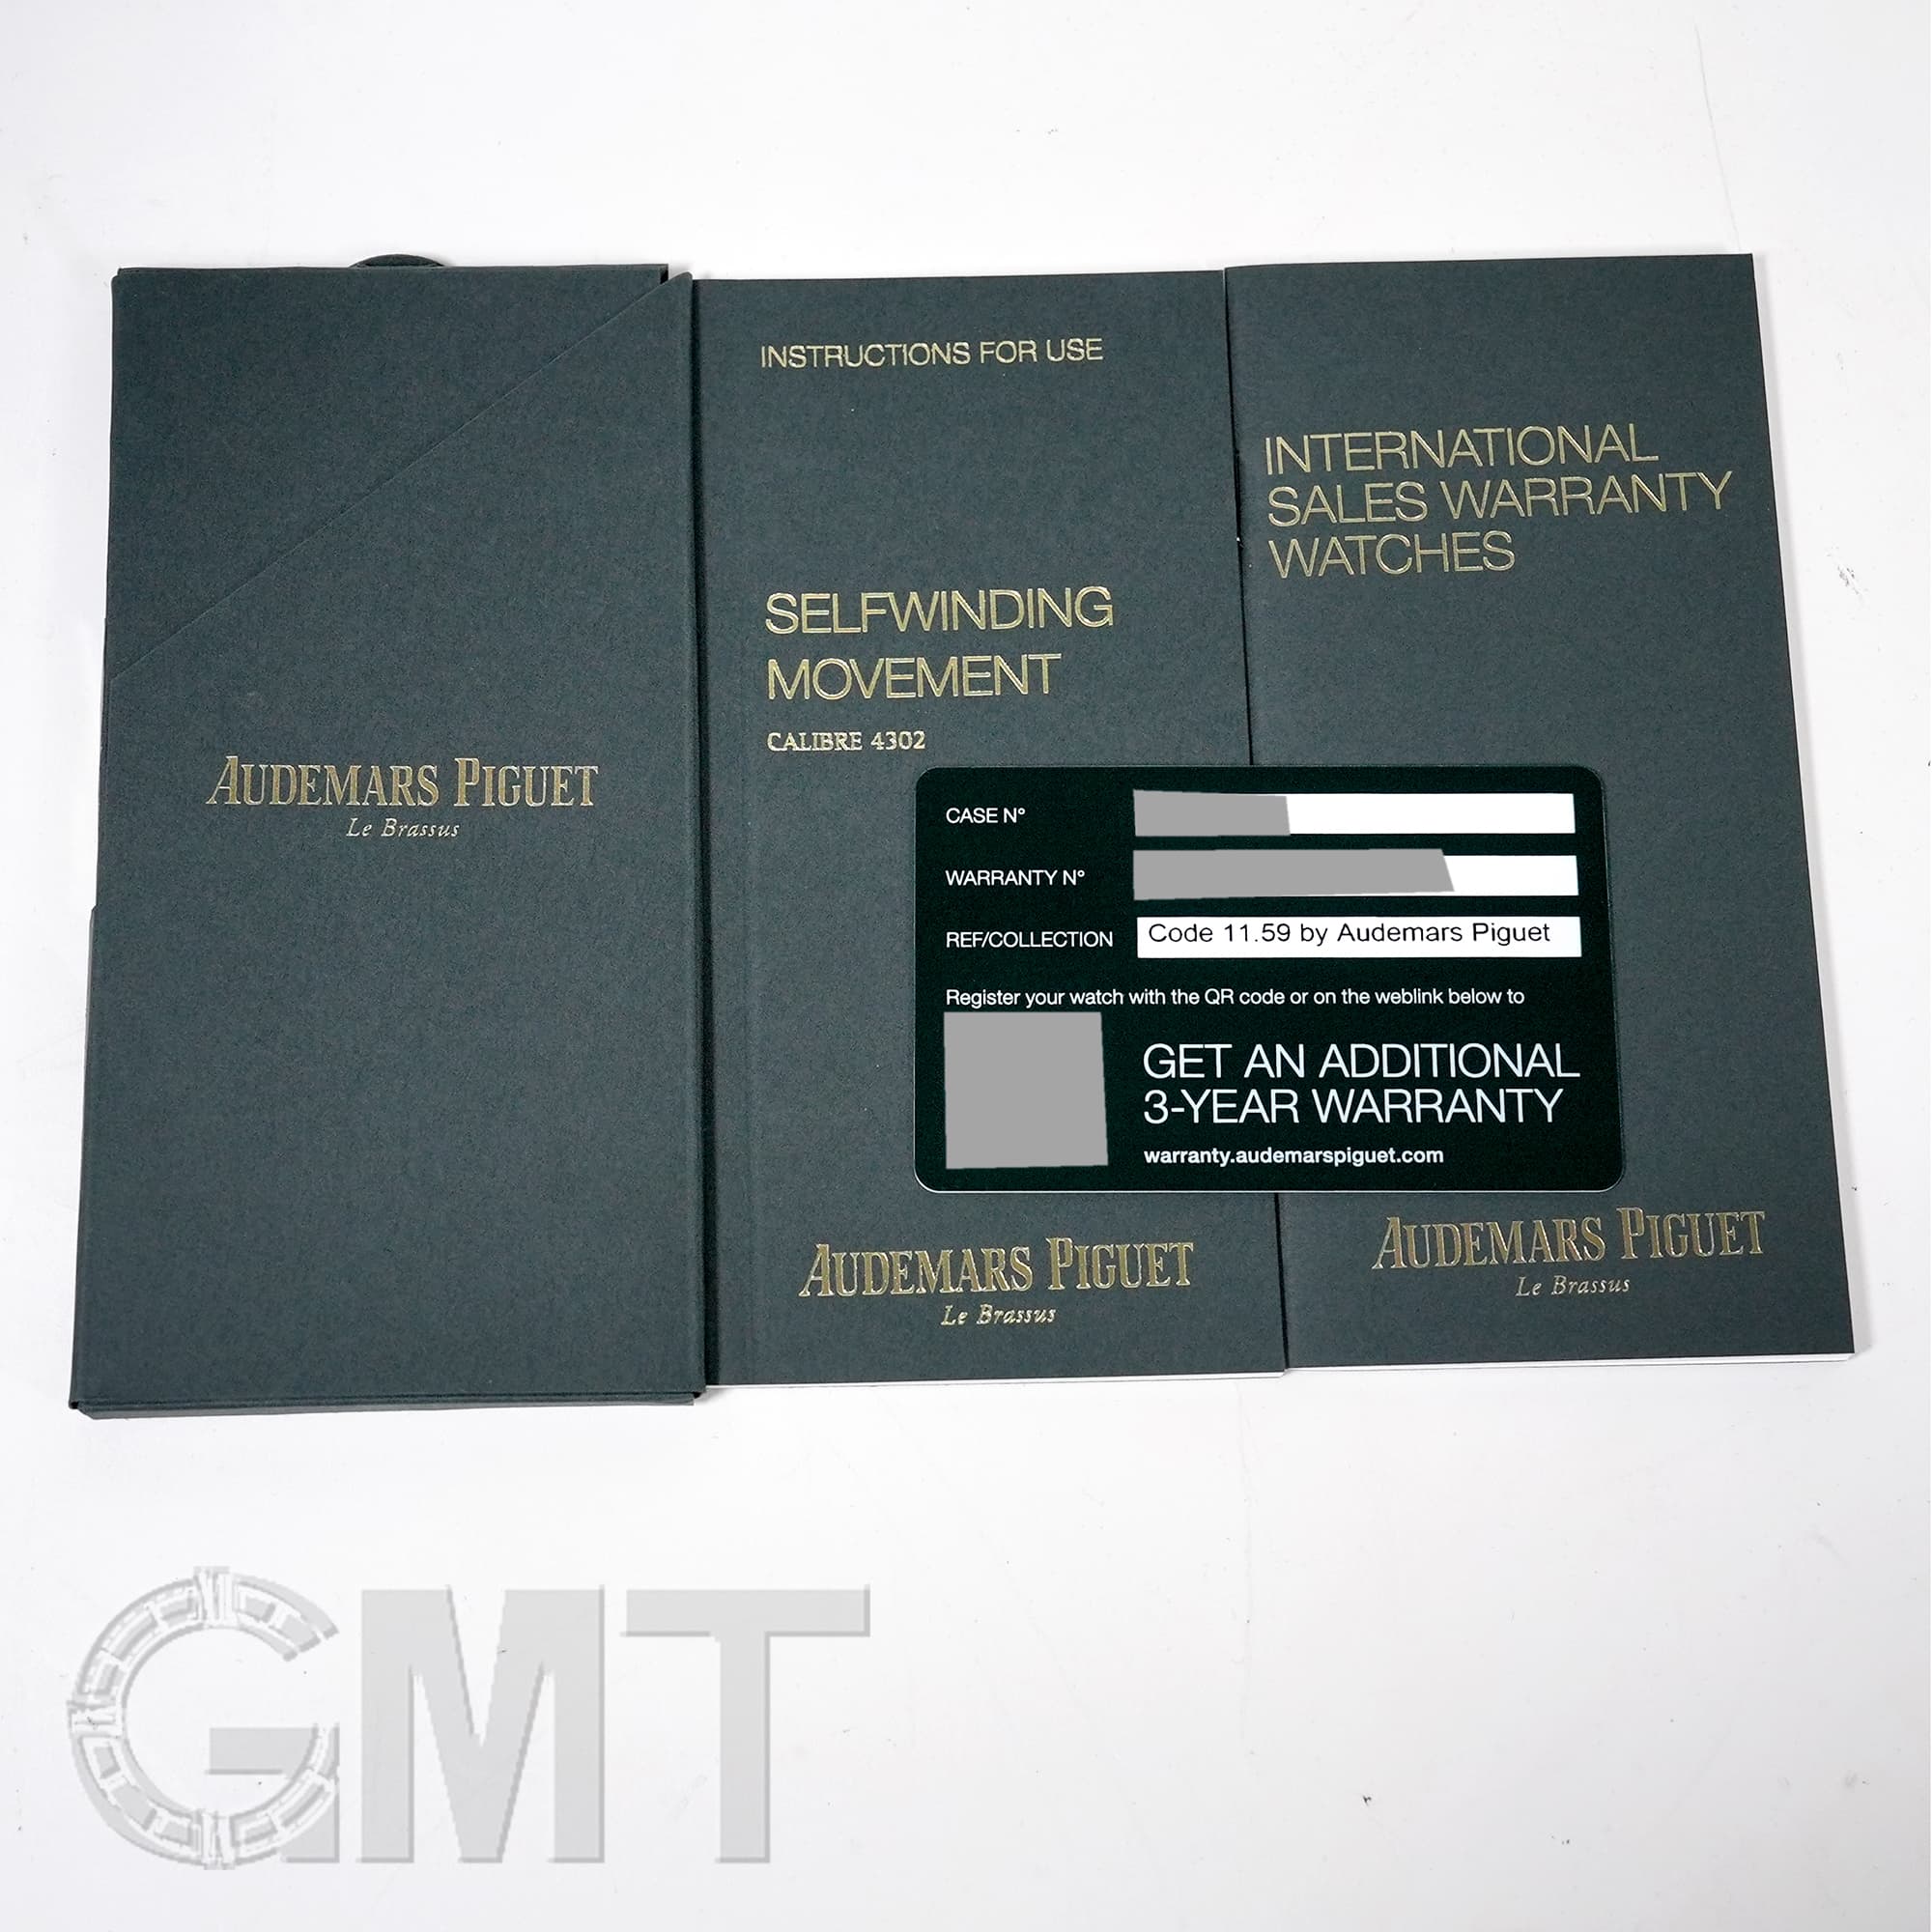 AUDEMARS PIGUET
Le Brassus
INSTRUCTIONS FOR USE
SELFWINDING
MOVEMENT
CALIBRE 4302
AUDEMARS PIGUET
Le Brassus
INTERNATIONAL
SALES WARRANTY
WATCHES
AUDEMARS PIGUET
Le Brassus
CASE N°
WARRANTY N°
REF/COLLECTION Code 11.59 by Audemars Piguet
Register your watch with the QR code or on the weblink below to
GET AN ADDITIONAL
3-YEAR WARRANTY
warranty.audemarspiguet.com
GMT